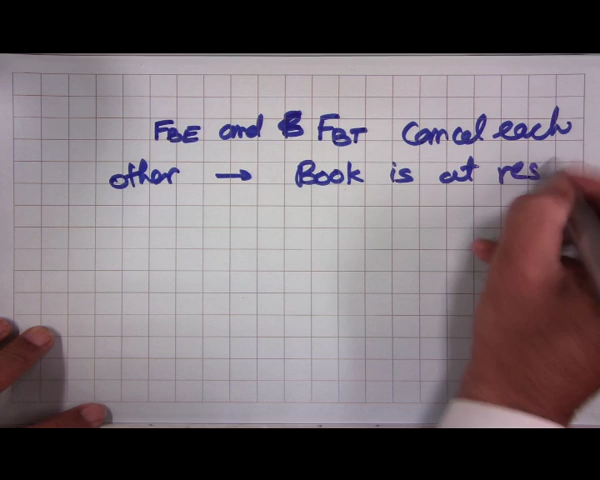 FBE and B FBT Cancel each
other → Book is at res